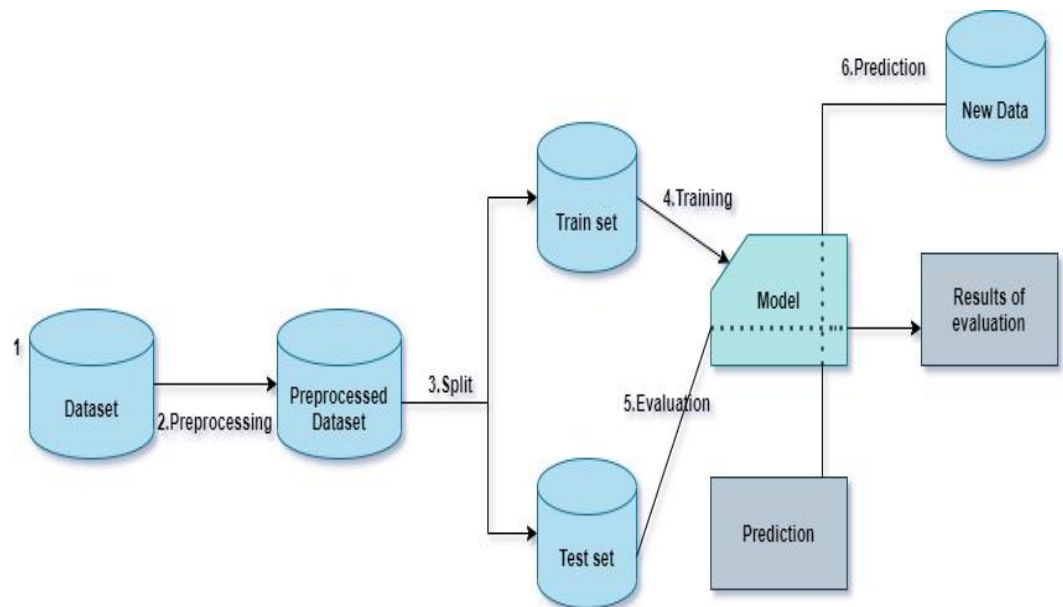 6.Prediction
New Data
Train set
4.Training
Model
Results of
evaluation
1
Dataset
2.Preprocessing
Preprocessed
Dataset
3.Split
5.Evaluation
Test set
Prediction